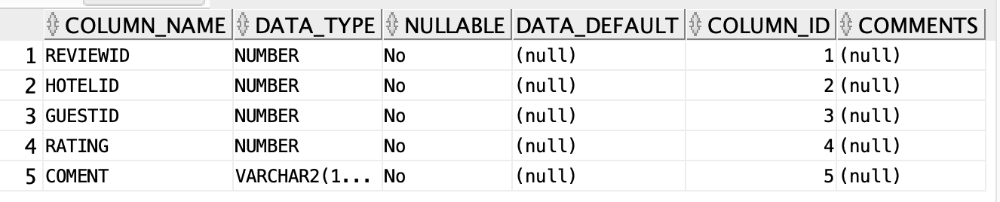 COLUMN_NAME DATA_TYPE NULLABLE DATA_DEFAULT COLUMN_ID COMMENTS
1 REVIEWID NUMBER No (null) 1 (null)
2 HOTELID NUMBER No (null) 2 (null)
3 GUESTID NUMBER No (null) 3 (null)
4 RATING NUMBER No (null) 4 (null)
5 COMENT VARCHAR2(1... No (null) 5 (null)